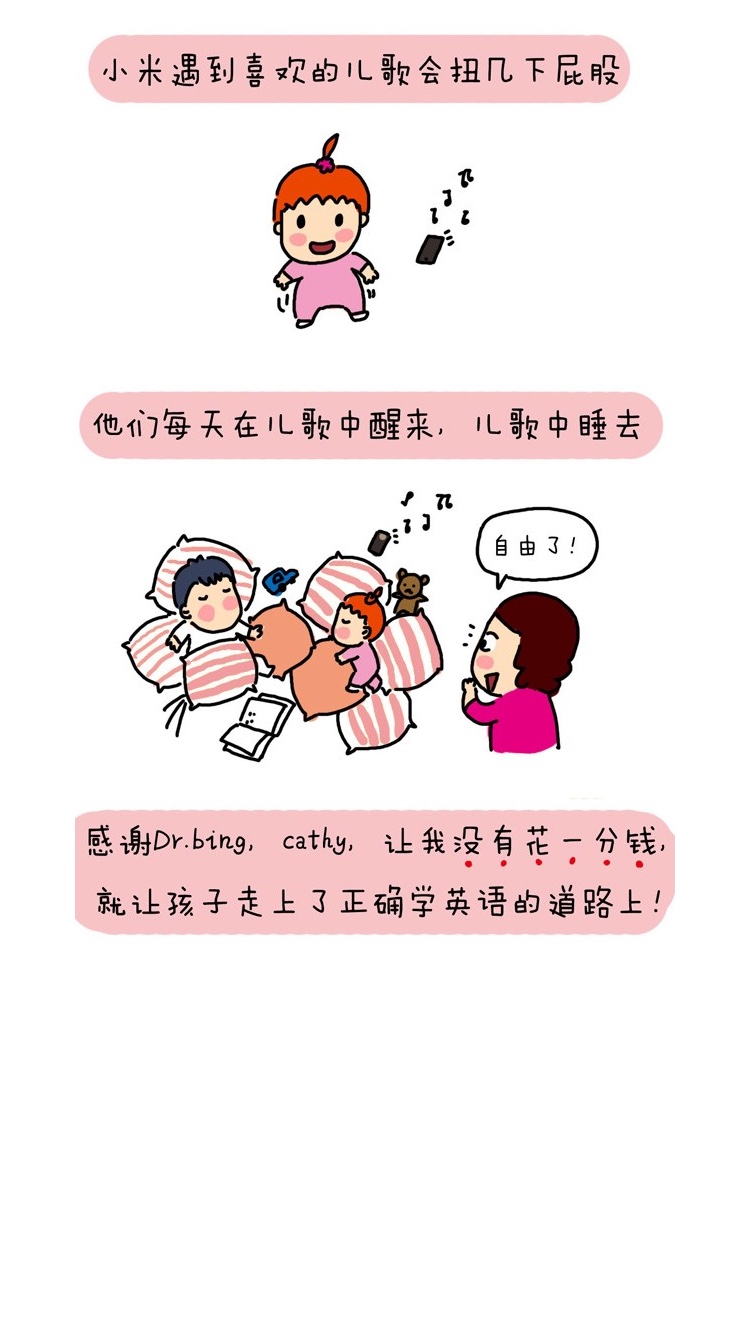 小米遇到喜欢的儿歌会扭几下屁股
他们每天在儿歌中醒来, 儿歌中睡去
自由了!
感谢Dr.bing, cathy, 让我没有花一分钱,
就让孩子走上了正确学英语的道路上!